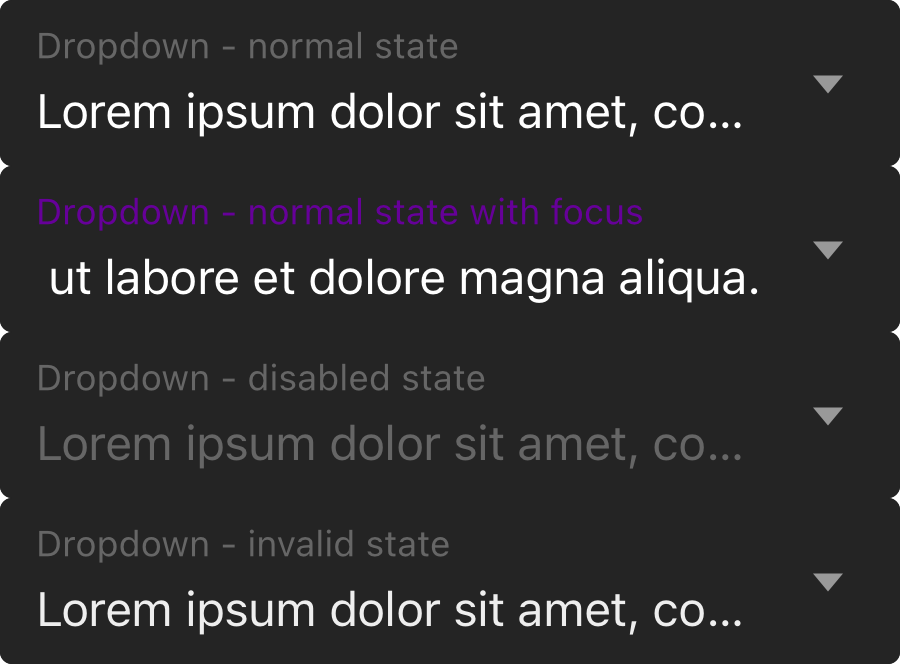 Dropdown - normal state
Lorem ipsum dolor sit amet, co...
Dropdown - normal state with focus
ut labore et dolore magna aliqua.
Dropdown - disabled state
Lorem ipsum dolor sit amet, co...
Dropdown - invalid state
Lorem ipsum dolor sit amet, co...